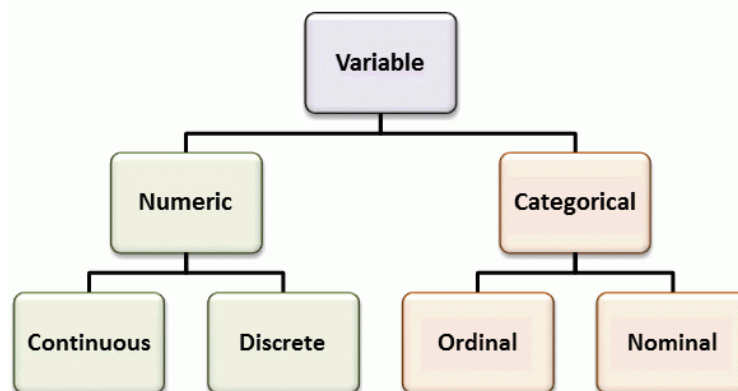 Variable
Numeric
Categorical
Continuous
Discrete
Ordinal
Nominal